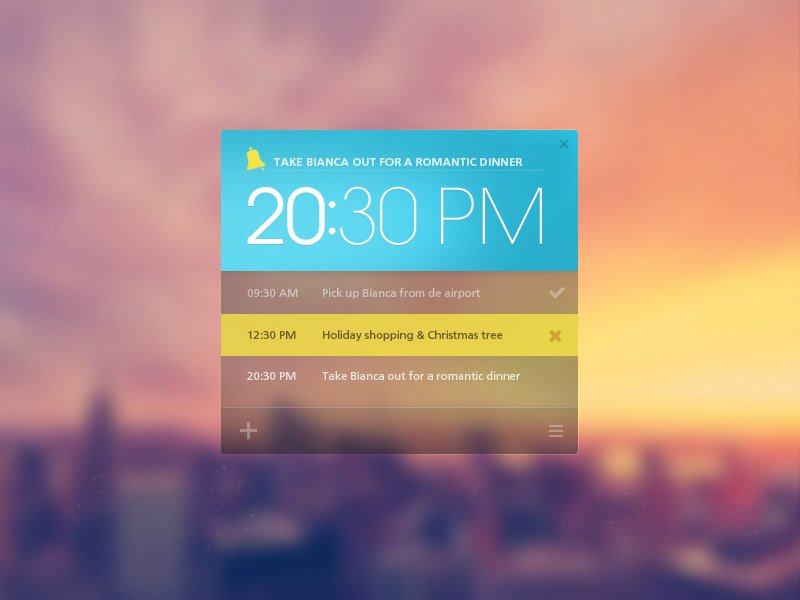 TAKE BIANCA OUT FOR A ROMANTIC DINNER
20:30 PM
09:30 AM Pick up Bianca from de airport
12:30 PM Holiday shopping & Christmas tree
20:30 PM Take Bianca out for a romantic dinner